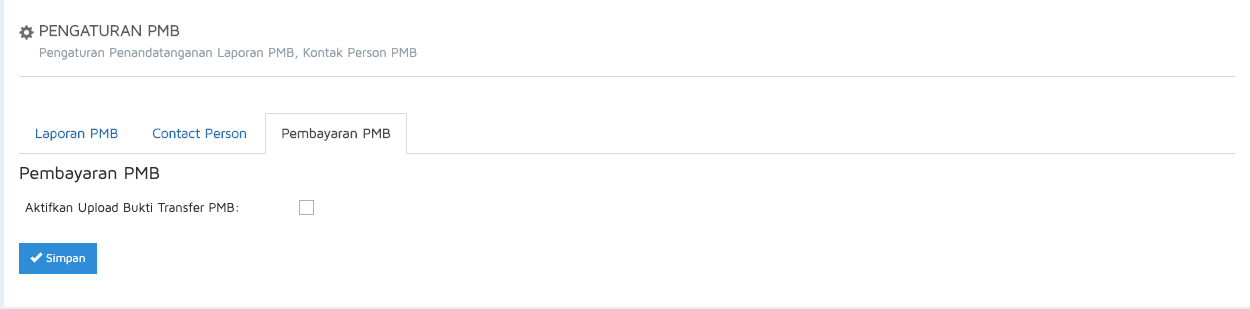 PENGATURAN PMB
Pengaturan Penandatanganan Laporan PMB, Kontak Person PMB
Laporan PMB
Contact Person
Pembayaran PMB
Pembayaran PMB
Aktifkan Upload Bukti Transfer PMB:
Simpan